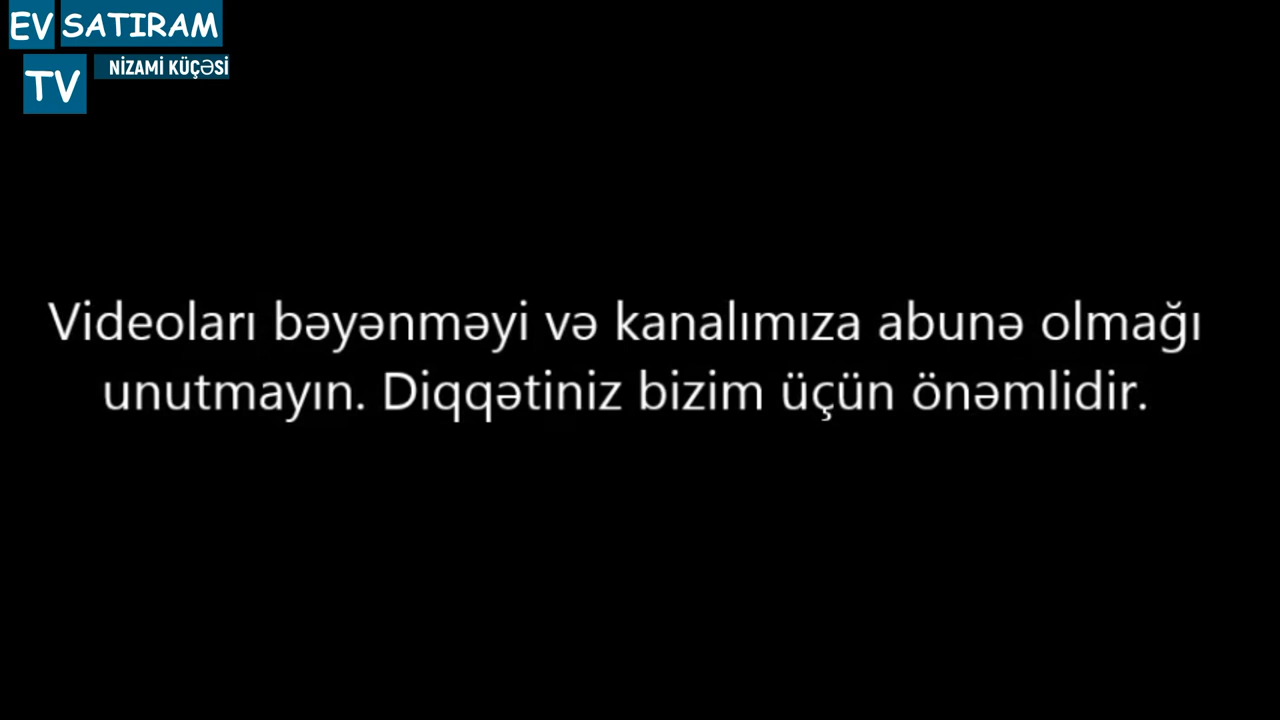 EV SATIRAM
TV NİZAMİ KÜÇƏSİ
Videoları bəyənməyi və kanalımıza abunə olmağı
unutmayın. Diqqətiniz bizim üçün önəmlidir.